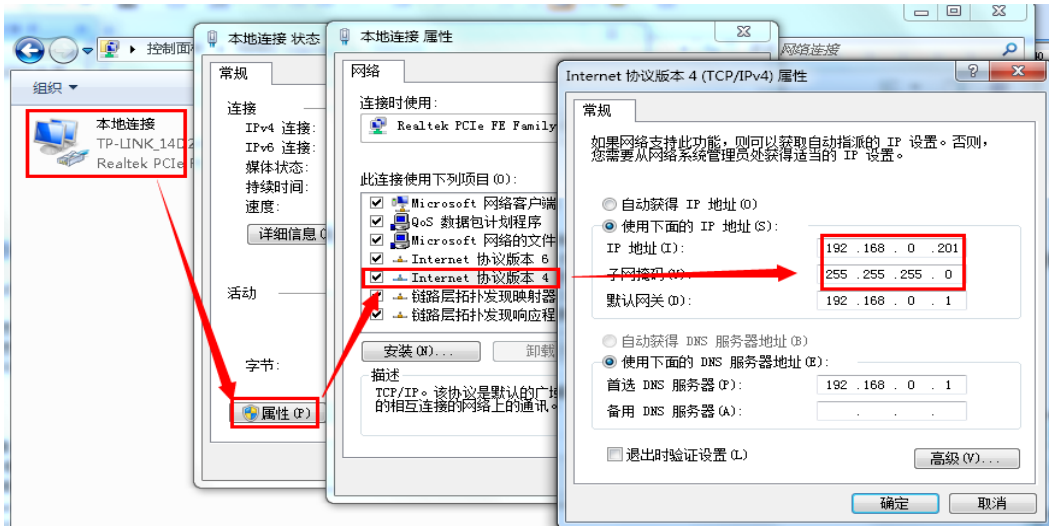 控制面
网络连接
组织
本地连接
TP-LINK_14D2
Realtek PCIe F
本地连接 状态
常规
连接
IPv4 连接:
IPv6 连接:
媒体状态:
持续时间:
速度:
详细信息(
活动
字节:
属性(P)
本地连接 属性
网络
连接时使用:
Realtek PCIe FE Family
此连接使用下列项目(O):
Microsoft 网络客户端
QoS 数据包计划程序
Microsoft 网络的文件
Internet 协议版本 6
Internet 协议版本 4
链路层拓扑发现映射器
链路层拓扑发现响应程
安装(N)...
卸载
描述
TCP/IP。该协议是默认的广域
的相互连接的网络上的通讯。
Internet 协议版本 4 (TCP/IPv4) 属性
常规
如果网络支持此功能,则可以获取自动指派的 IP 设置。否则,
您需要从网络系统管理员处获得适当的 IP 设置。
自动获得 IP 地址(O)
使用下面的 IP 地址(S):
IP 地址(I): 192 .168 . 0 .201
子网掩码(U): 255 .255 .255 . 0
默认网关(D): 192 .168 . 0 . 1
自动获得 DNS 服务器地址(B)
使用下面的 DNS 服务器地址(E):
首选 DNS 服务器(P): 192 .168 . 0 . 1
备用 DNS 服务器(A): . . .
退出时验证设置(L)
高级(V)...
确定
取消